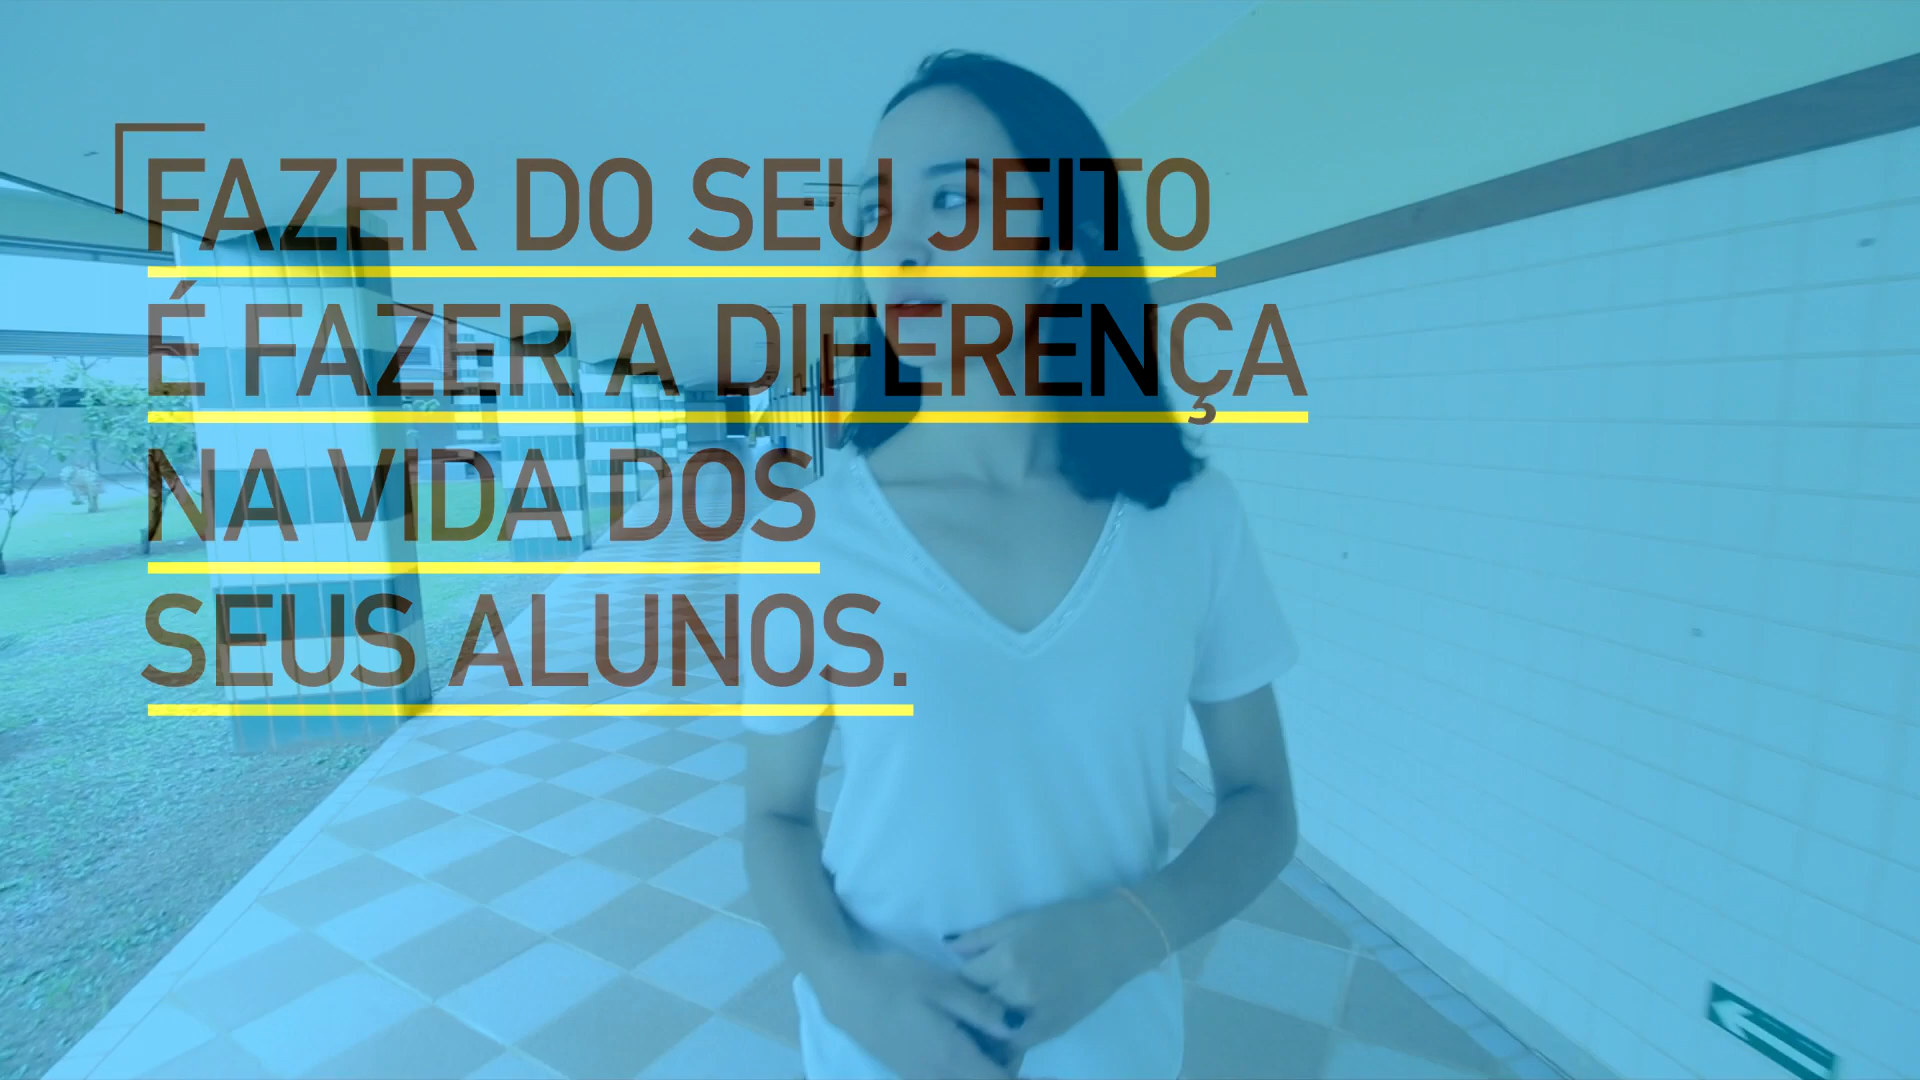 FAZER DO SEU JEITO
É FAZER A DIFERENÇA
NA VIDA DOS
SEUS ALUNOS.